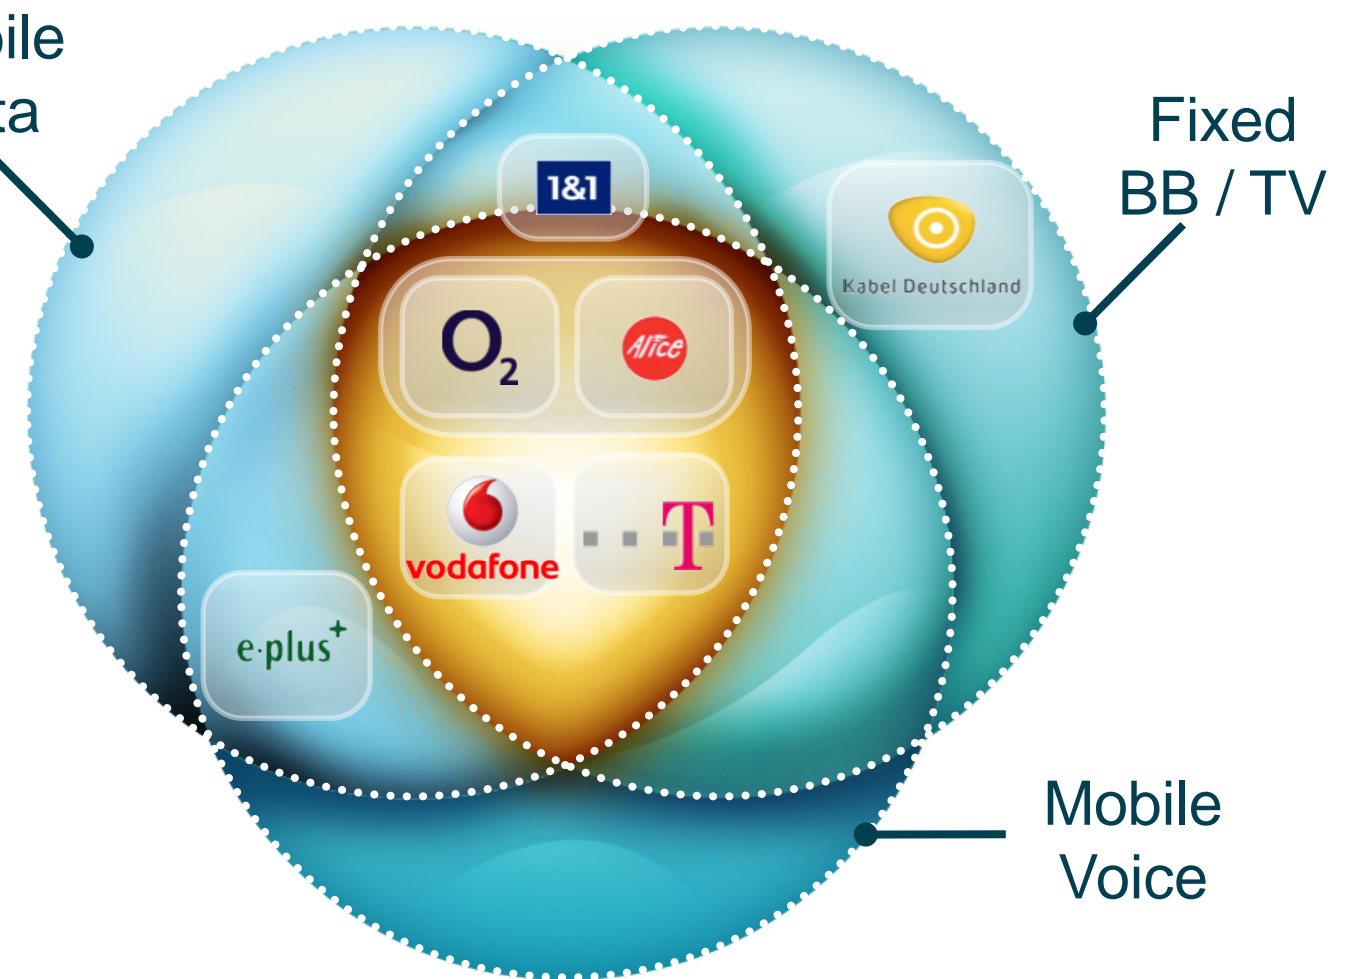 Fixed
BB / TV
1&1
Kabel Deutschland
O2
Alice
vodafone
T
e·plus+
Mobile
Voice